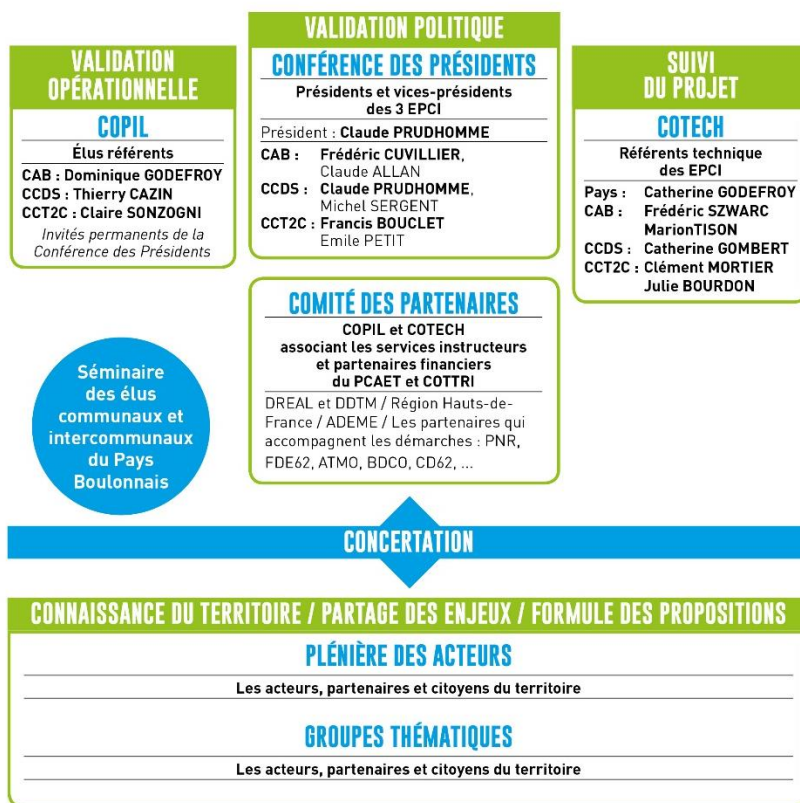 VALIDATION
OPÉRATIONNELLE
COPIL
Élus référents
CAB : Dominique GODEFROY
CCDS : Thierry CAZIN
CCT2C : Claire SONZOGNI
Invités permanents de la
Conférence des Présidents
VALIDATION POLITIQUE
CONFÉRENCE DES PRÉSIDENTS
Présidents et vices-présidents
des 3 EPCI
Président : Claude PRUDHOMME
CAB : Frédéric CUVILLIER,
Claude ALLAN
CCDS : Claude PRUDHOMME,
Michel SERGENT
CCT2C : Francis BOUCLET
Emile PETIT
SUIVI
DU PROJET
COTECH
Référents technique
des EPCI
Pays : Catherine GODEFROY
CAB : Frédéric SZWARC
MarionTISON
CCDS : Catherine GOMBERT
CCT2C : Clément MORTIER
Julie BOURDON
COMITÉ DES PARTENAIRES
COPIL et COTECH
associant les services instructeurs
et partenaires financiers
du PCAET et COTTRI
DREAL et DDTM / Région Hauts-de-
France / ADEME / Les partenaires qui
accompagnent les démarches : PNR,
FDE62, ATMO, BDCO, CD62, ...
Séminaire
des élus
communaux et
intercommunaux
du Pays
Boulonnais
CONCERTATION
CONNAISSANCE DU TERRITOIRE / PARTAGE DES ENJEUX / FORMULE DES PROPOSITIONS
PLÉNIÈRE DES ACTEURS
Les acteurs, partenaires et citoyens du territoire
GROUPES THÉMATIQUES
Les acteurs, partenaires et citoyens du territoire